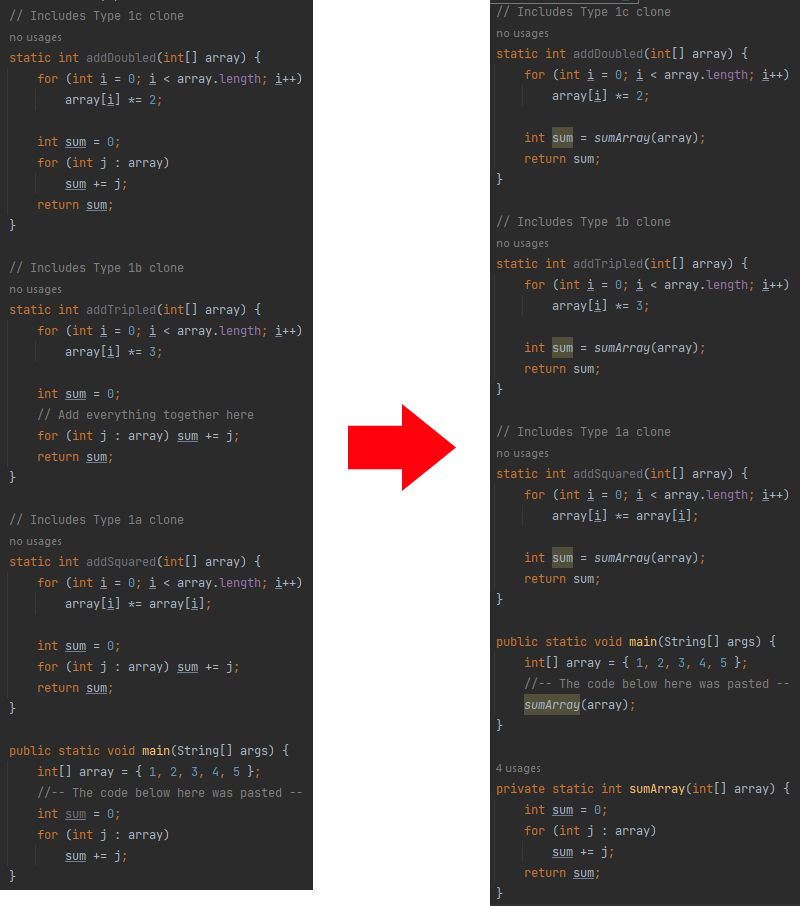 // Includes Type 1c clone
no usages
static int addDoubled(int[] array) {
    for (int i = 0; i < array.length; i++)
        array[i] *= 2;

    int sum = 0;
    for (int j : array)
        sum += j;
    return sum;
}

// Includes Type 1b clone
no usages
static int addTripled(int[] array) {
    for (int i = 0; i < array.length; i++)
        array[i] *= 3;

    int sum = 0;
    // Add everything together here
    for (int j : array) sum += j;
    return sum;
}

// Includes Type 1a clone
no usages
static int addSquared(int[] array) {
    for (int i = 0; i < array.length; i++)
        array[i] *= array[i];

    int sum = 0;
    for (int j : array) sum += j;
    return sum;
}

public static void main(String[] args) {
    int[] array = { 1, 2, 3, 4, 5 };
    //-- The code below here was pasted --
    int sum = 0;
    for (int j : array)
        sum += j;
}

// Includes Type 1c clone
no usages
static int addDoubled(int[] array) {
    for (int i = 0; i < array.length; i++)
        array[i] *= 2;

    int sum = sumArray(array);
    return sum;
}

// Includes Type 1b clone
no usages
static int addTripled(int[] array) {
    for (int i = 0; i < array.length; i++)
        array[i] *= 3;

    int sum = sumArray(array);
    return sum;
}

// Includes Type 1a clone
no usages
static int addSquared(int[] array) {
    for (int i = 0; i < array.length; i++)
        array[i] *= array[i];

    int sum = sumArray(array);
    return sum;
}

public static void main(String[] args) {
    int[] array = { 1, 2, 3, 4, 5 };
    //-- The code below here was pasted --
    sumArray(array);
}

4 usages
private static int sumArray(int[] array) {
    int sum = 0;
    for (int j : array)
        sum += j;
    return sum;
}